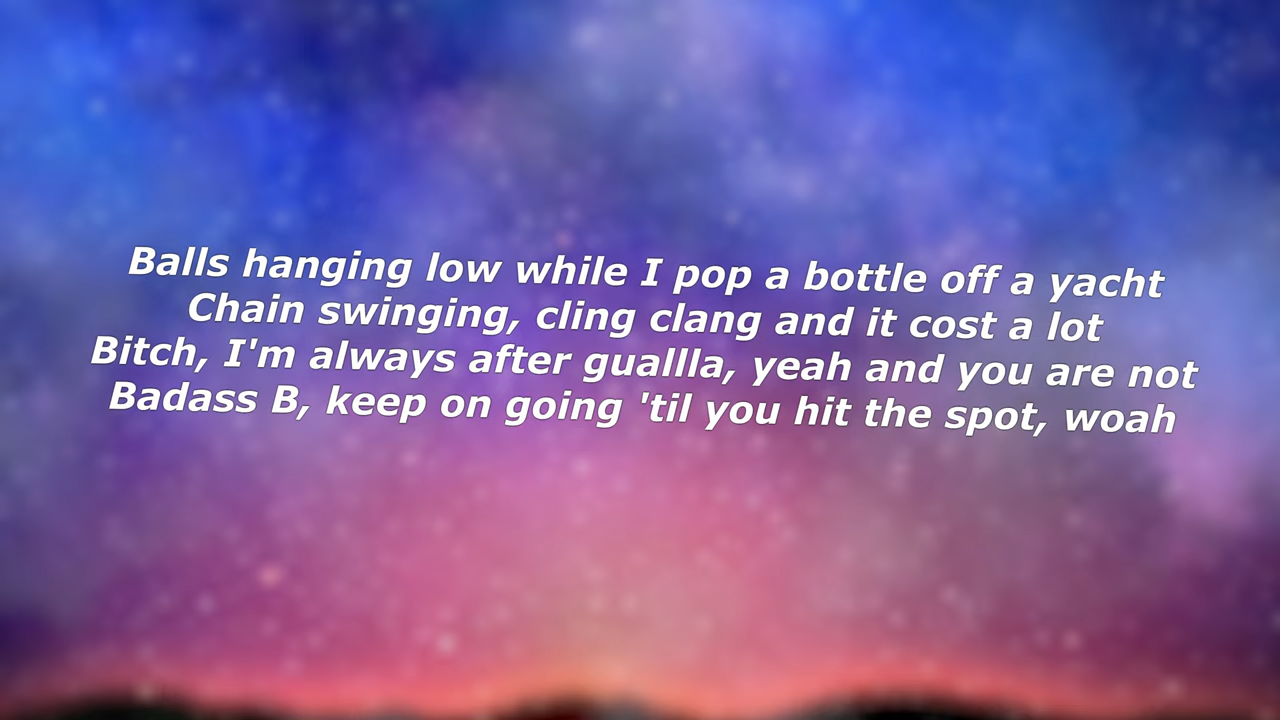 Balls hanging low while I pop a bottle off a yacht
Chain swinging, cling clang and it cost a lot
Bitch, I'm always after guallla, yeah and you are not
Badass B, keep on going 'til you hit the spot, woah